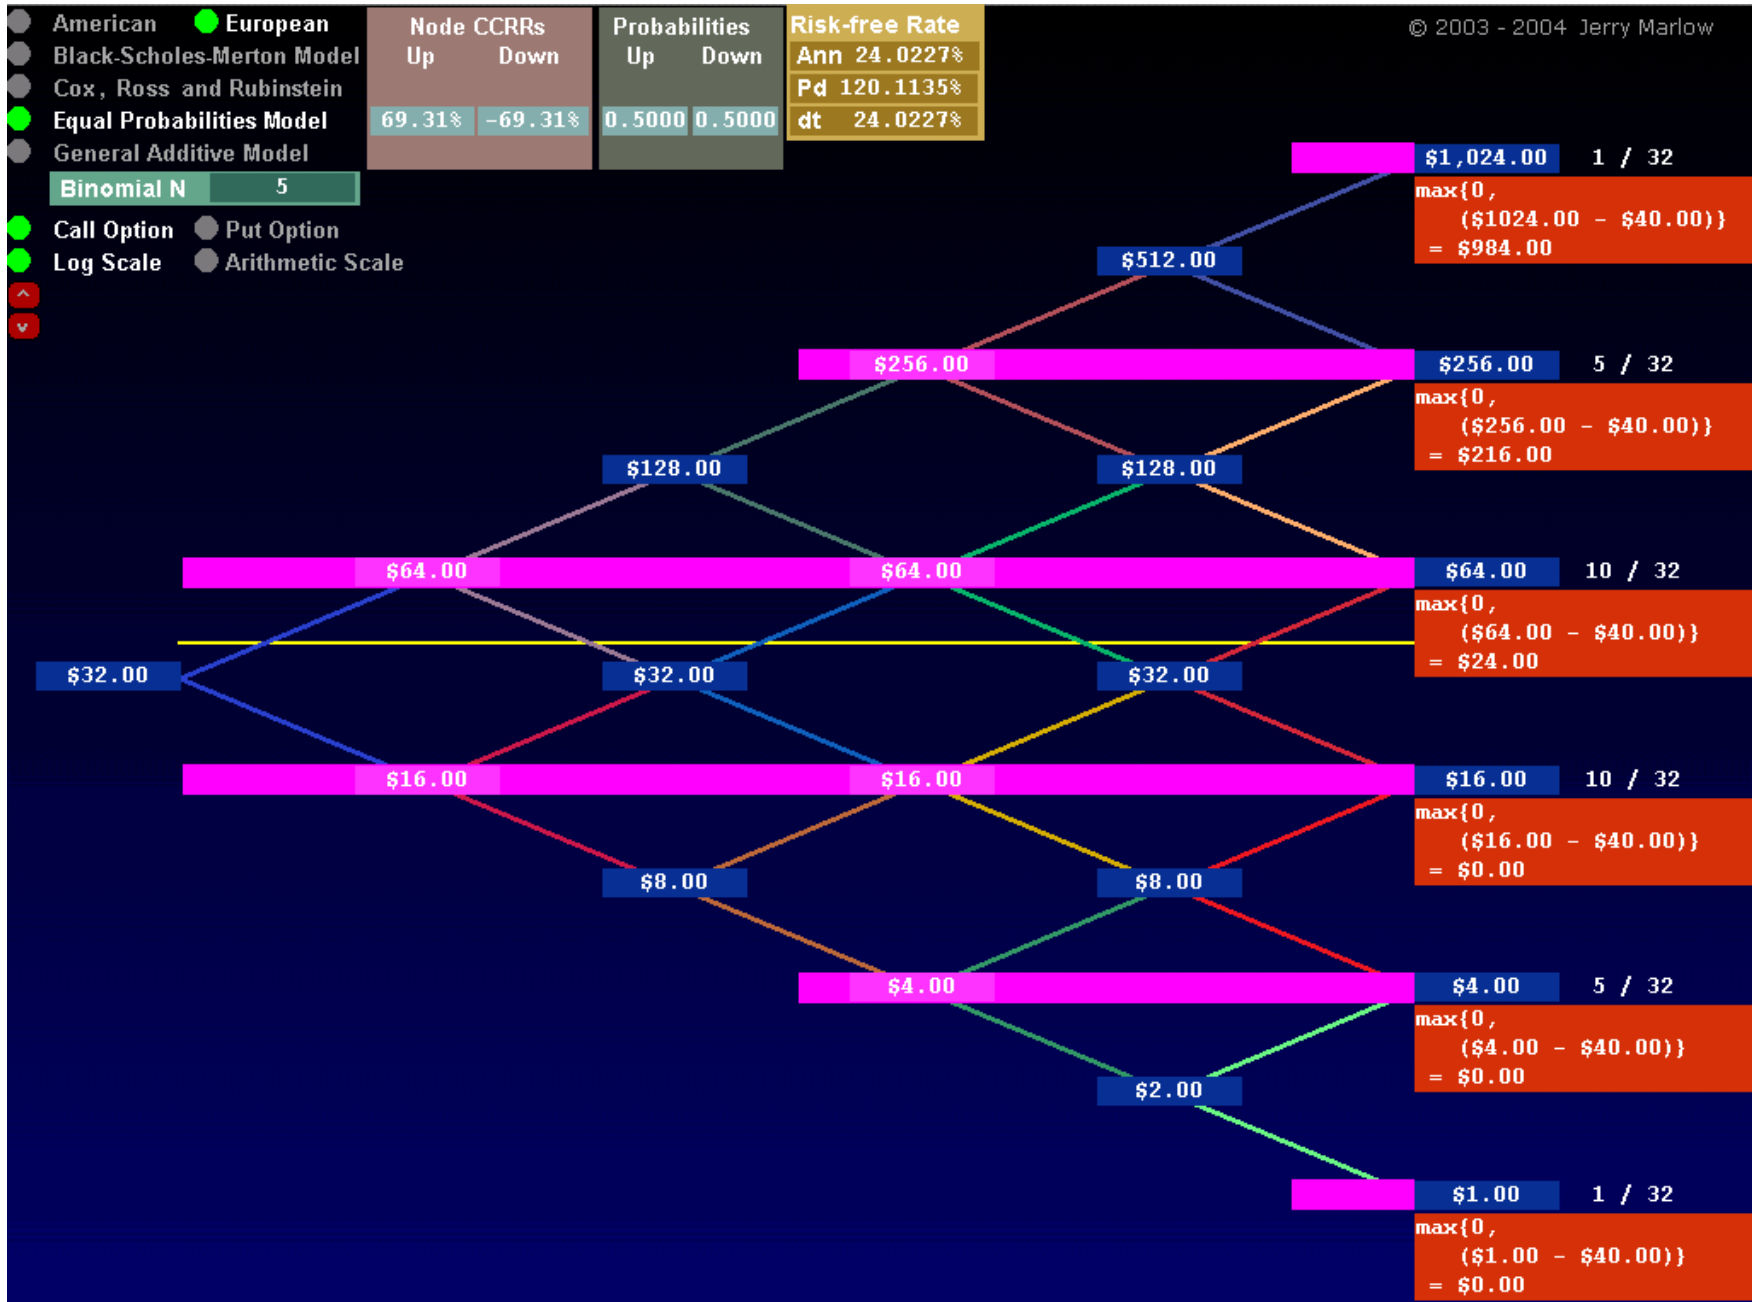 American European
Black-Scholes-Merton Model
Cox, Ross and Rubinstein
Equal Probabilities Model
General Additive Model
Binomial N 5
Call Option Put Option
Log Scale Arithmetic Scale
^
v
Node CCRRs
Up Down
69.31% -69.31%
Probabilities
Up Down
0.5000 0.5000
Risk-free Rate
Ann 24.0227%
Pd 120.1135%
dt 24.0227%
© 2003 - 2004 Jerry Marlow
$1,024.00 1 / 32
max{0,
($1024.00 - $40.00)}
= $984.00
$512.00
$256.00 $256.00 5 / 32
max{0,
($256.00 - $40.00)}
= $216.00
$128.00 $128.00
$64.00 $64.00 $64.00 10 / 32
max{0,
($64.00 - $40.00)}
= $24.00
$32.00 $32.00 $32.00
$16.00 $16.00 $16.00 10 / 32
max{0,
($16.00 - $40.00)}
= $0.00
$8.00 $8.00
$4.00 $4.00 5 / 32
max{0,
($4.00 - $40.00)}
= $0.00
$2.00
$1.00 1 / 32
max{0,
($1.00 - $40.00)}
= $0.00